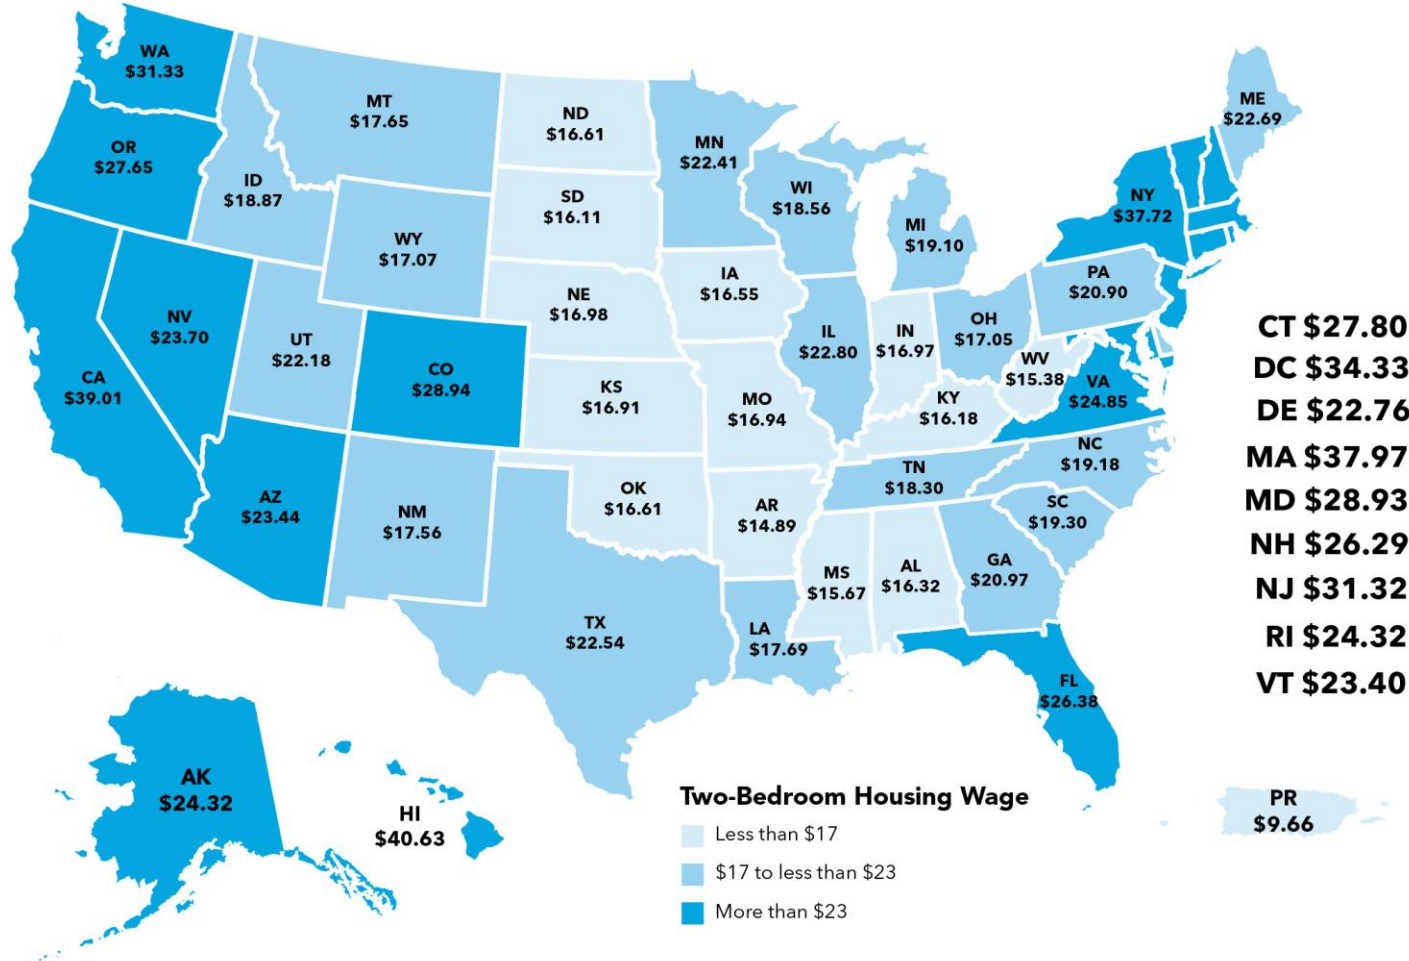 WA
$31.33
OR
$27.65
CA
$39.01
NV
$23.70
ID
$18.87
MT
$17.65
WY
$17.07
UT
$22.18
CO
$28.94
AZ
$23.44
NM
$17.56
ND
$16.61
SD
$16.11
NE
$16.98
KS
$16.91
OK
$16.61
TX
$22.54
MN
$22.41
IA
$16.55
MO
$16.94
AR
$14.89
LA
$17.69
WI
$18.56
IL
$22.80
MI
$19.10
IN
$16.97
OH
$17.05
KY
$16.18
TN
$18.30
MS
$15.67
AL
$16.32
GA
$20.97
FL
$26.38
SC
$19.30
NC
$19.18
VA
$24.85
WV
$15.38
PA
$20.90
NY
$37.72
ME
$22.69
CT $27.80
DC $34.33
DE $22.76
MA $37.97
MD $28.93
NH $26.29
NJ $31.32
RI $24.32
VT $23.40
AK
$24.32
HI
$40.63
PR
$9.66
Two-Bedroom Housing Wage
Less than $17
$17 to less than $23
More than $23